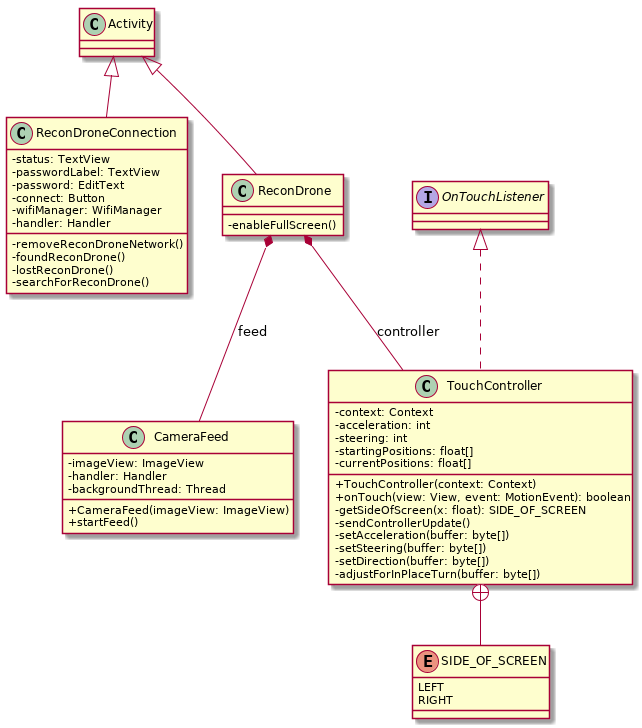 C Activity
C ReconDroneConnection
-status: TextView
-passwordLabel: TextView
-password: EditText
-connect: Button
-wifiManager: WifiManager
-handler: Handler
-removeReconDroneNetwork()
-foundReconDrone()
-lostReconDrone()
-searchForReconDrone()
C ReconDrone
-enableFullScreen()
I OnTouchListener
feed
controller
C CameraFeed
-imageView: ImageView
-handler: Handler
-backgroundThread: Thread
+CameraFeed(imageView: ImageView)
+startFeed()
C TouchController
-context: Context
-acceleration: int
-steering: int
-startingPositions: float[]
-currentPositions: float[]
+TouchController(context: Context)
+onTouch(view: View, event: MotionEvent): boolean
-getSideOfScreen(x: float): SIDE_OF_SCREEN
-sendControllerUpdate()
-setAcceleration(buffer: byte[])
-setSteering(buffer: byte[])
-setDirection(buffer: byte[])
-adjustForInPlaceTurn(buffer: byte[])
E SIDE_OF_SCREEN
LEFT
RIGHT